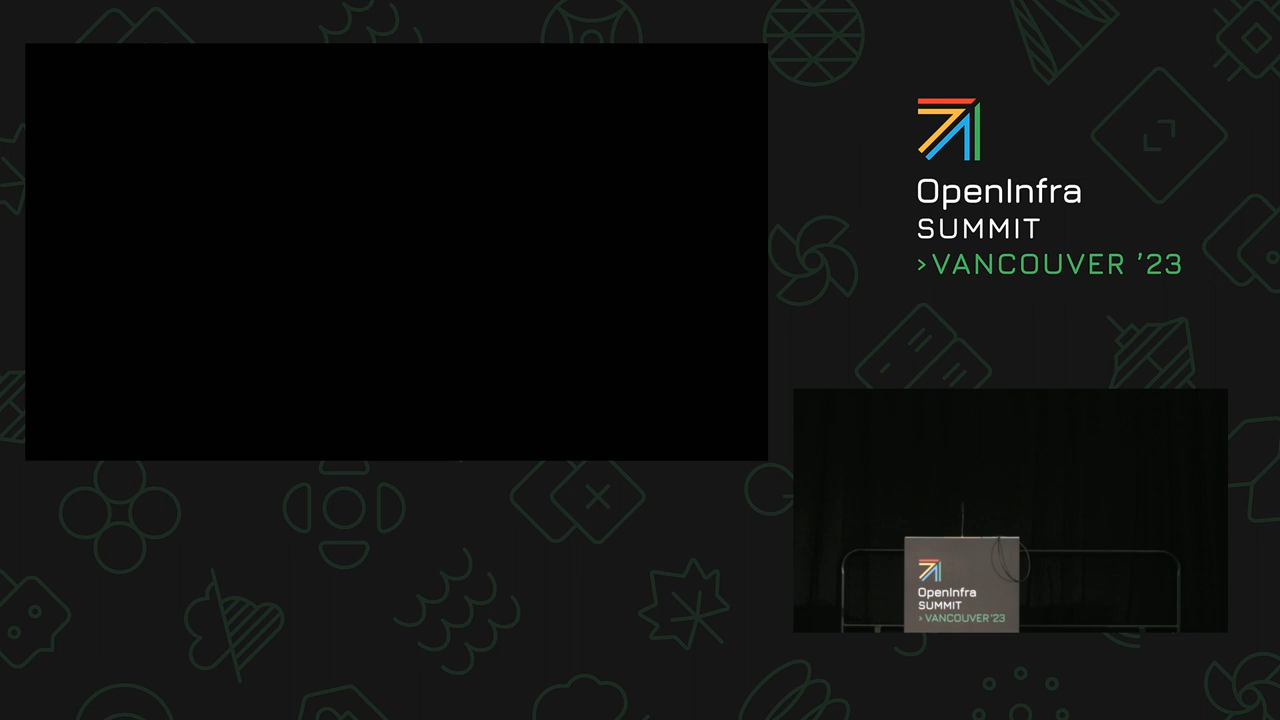 OpenInfra
SUMMIT
>VANCOUVER ’23
OpenInfra
SUMMIT
> VANCOUVER ’23